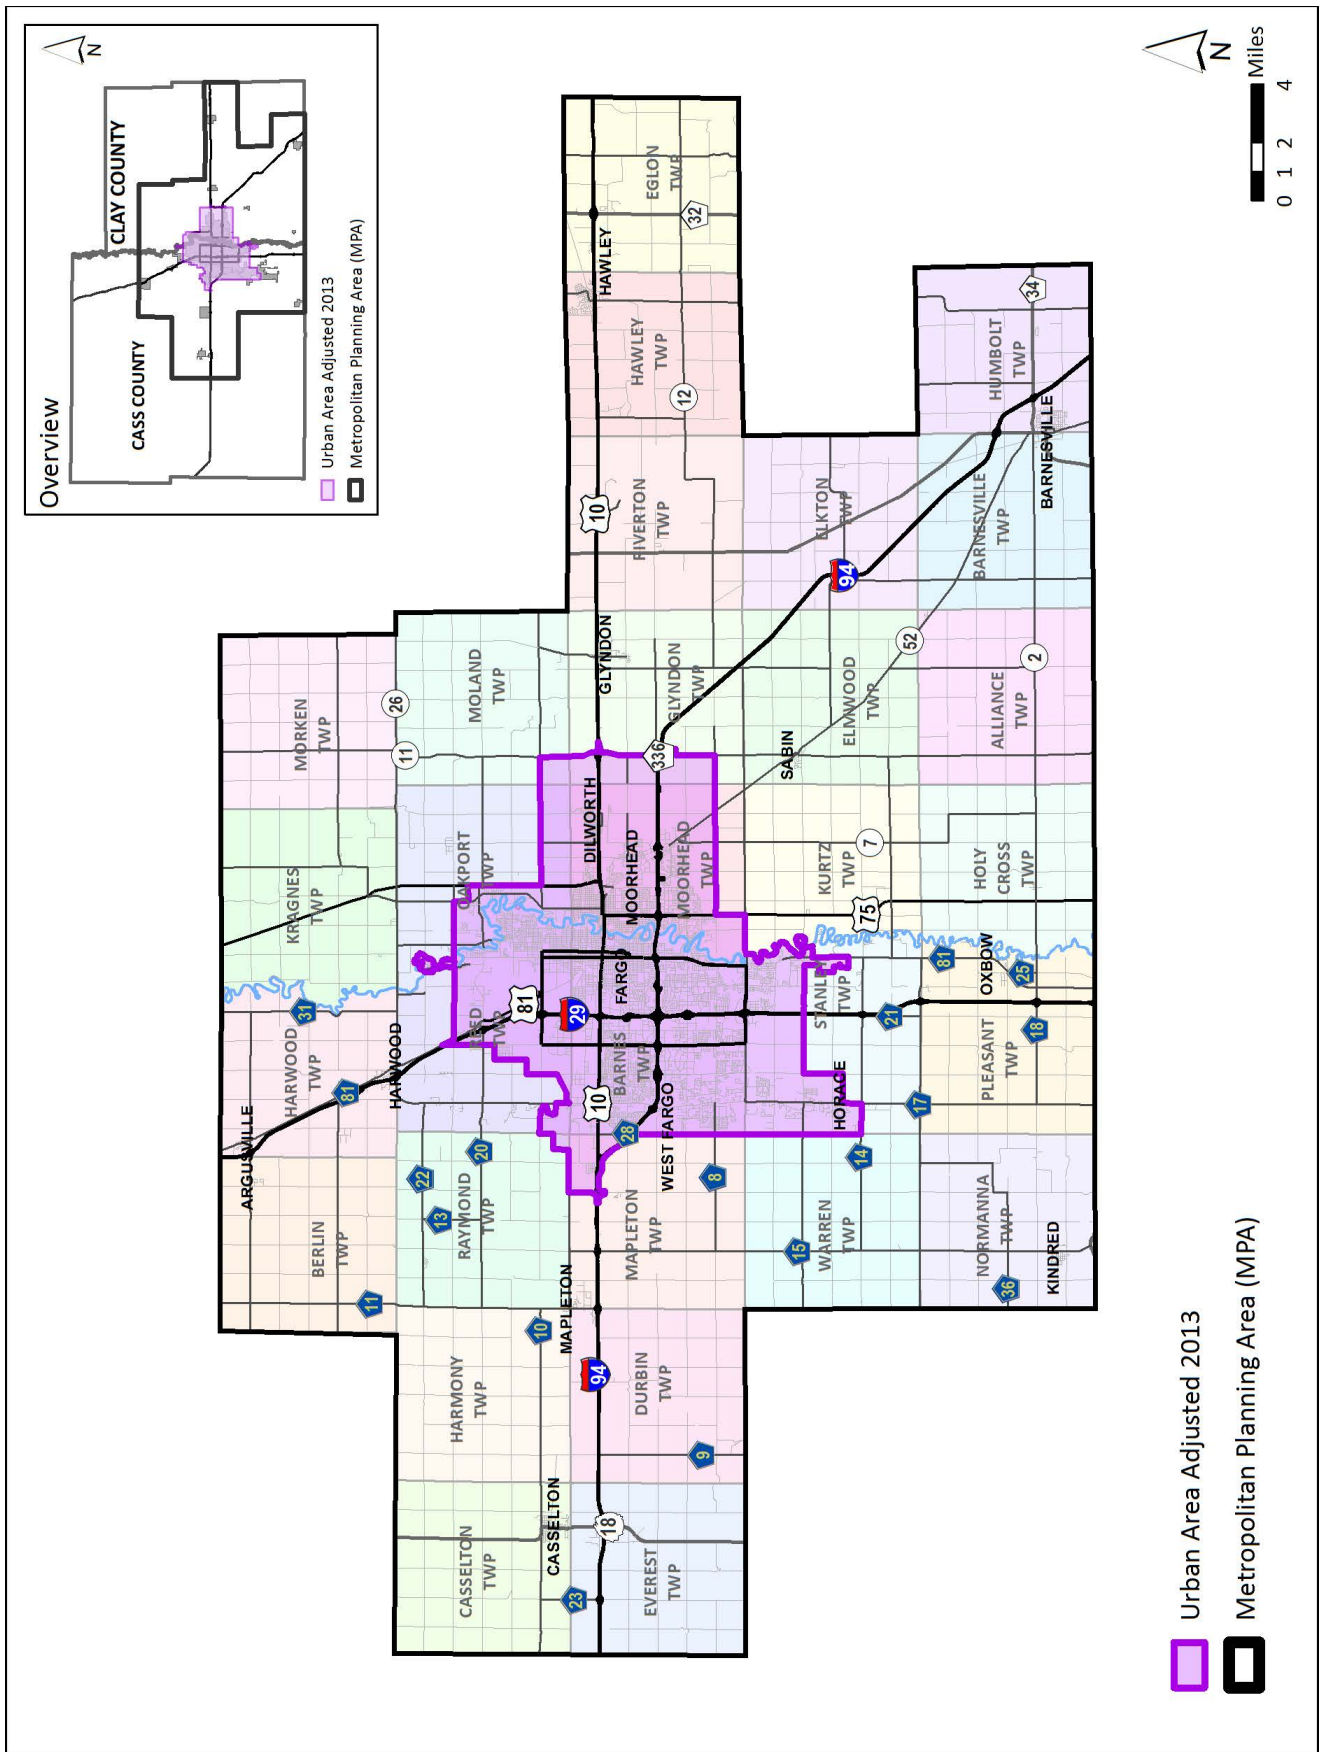 Overview
N
CLAY COUNTY
CASS COUNTY
Urban Area Adjusted 2013
Metropolitan Planning Area (MPA)
ARGUSVILLE
HARWOOD
TWP
31
KRAGNES
TWP
MORKEN
TWP
BERLIN
TWP
81
11
HARWOOD
26
11
CASSELTON
TWP
HARMONY
TWP
RAYMOND
TWP
22
13
20
REED
TWP
81
OAKPORT
TWP
MOLAND
TWP
CASSELTON
10
MAPLETON
29
DILWORTH
GLYNDON
HAWLEY
23
18
94
10
10
EVEREST
TWP
DURBIN
TWP
9
MAPLETON
TWP
28
WEST FARGO
8
BARNES
TWP
FARGO
MOORHEAD
MOORHEAD
TWP
336
GLYNDON
TWP
RIVERTON
TWP
HAWLEY
TWP
12
EGLON
TWP
32
15
WARREN
TWP
14
HORACE
STANLEY
TWP
21
75
KURTZ
TWP
7
SABIN
ELMWOOD
TWP
52
94
ELKTON
TWP
NORMANNA
TWP
36
KINDRED
17
PLEASANT
TWP
18
81
OXBOW
25
HOLY
CROSS
TWP
ALLIANCE
TWP
2
BARNESVILLE
TWP
BARNESVILLE
HUMBOLT
TWP
34
Urban Area Adjusted 2013
Metropolitan Planning Area (MPA)
N
Miles
0 1 2 4